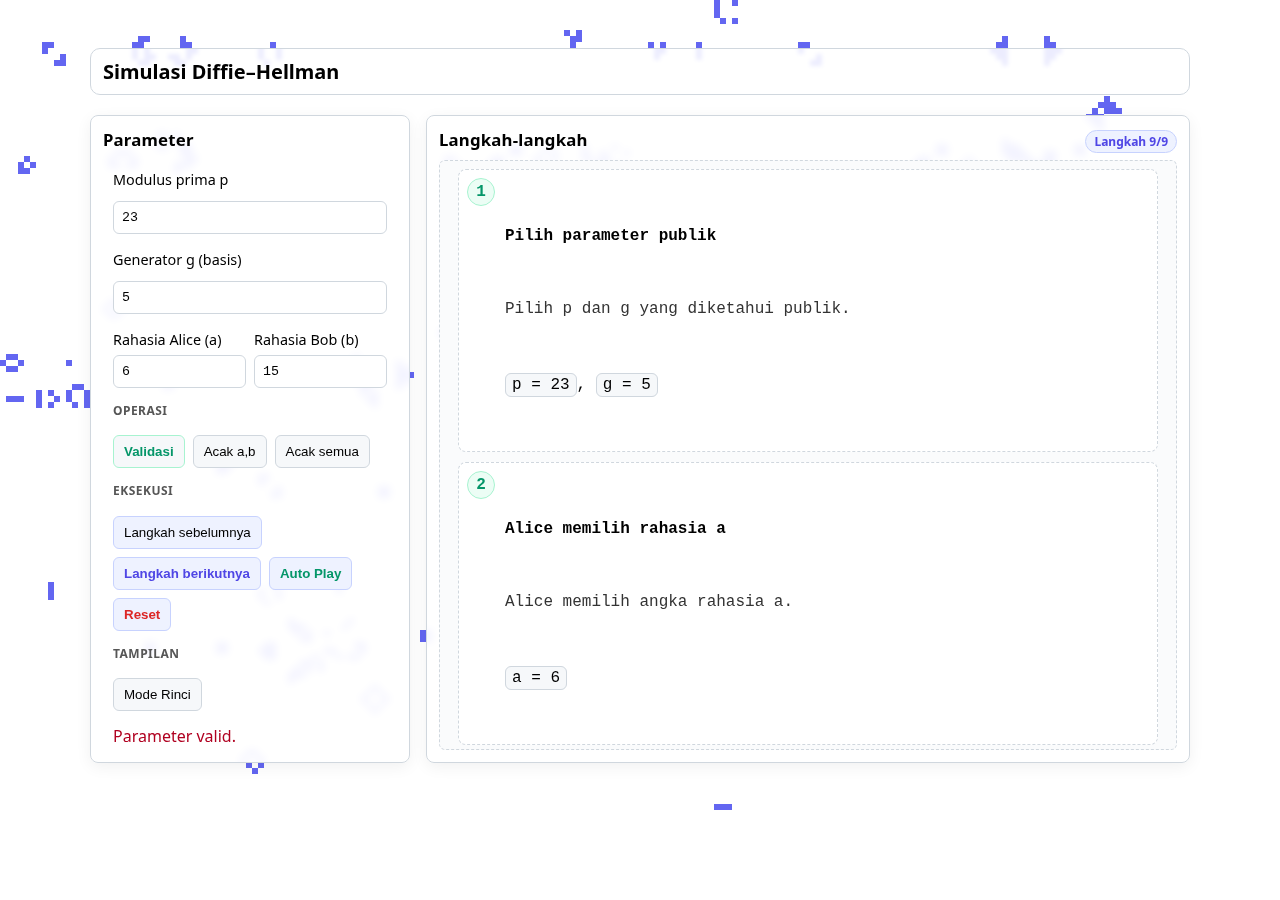 Simulasi Diffie–Hellman
Parameter
Modulus prima p
23
Generator g (basis)
5
Rahasia Alice (a) Rahasia Bob (b)
6 15
OPERASI
Validasi Acak a,b Acak semua
EKSEKUSI
Langkah sebelumnya
Langkah berikutnya Auto Play
Reset
TAMPILAN
Mode Rinci
Parameter valid.
Langkah-langkah Langkah 9/9
1
Pilih parameter publik
Pilih p dan g yang diketahui publik.
p = 23, g = 5
2
Alice memilih rahasia a
Alice memilih angka rahasia a.
a = 6